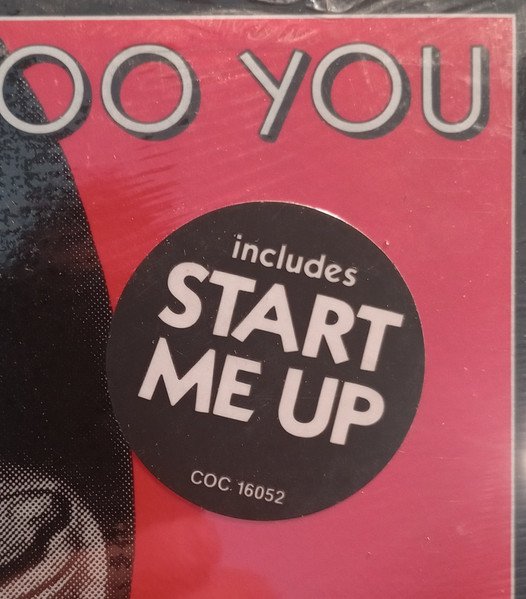 OO YOU
includes
START
ME UP
COC 16052